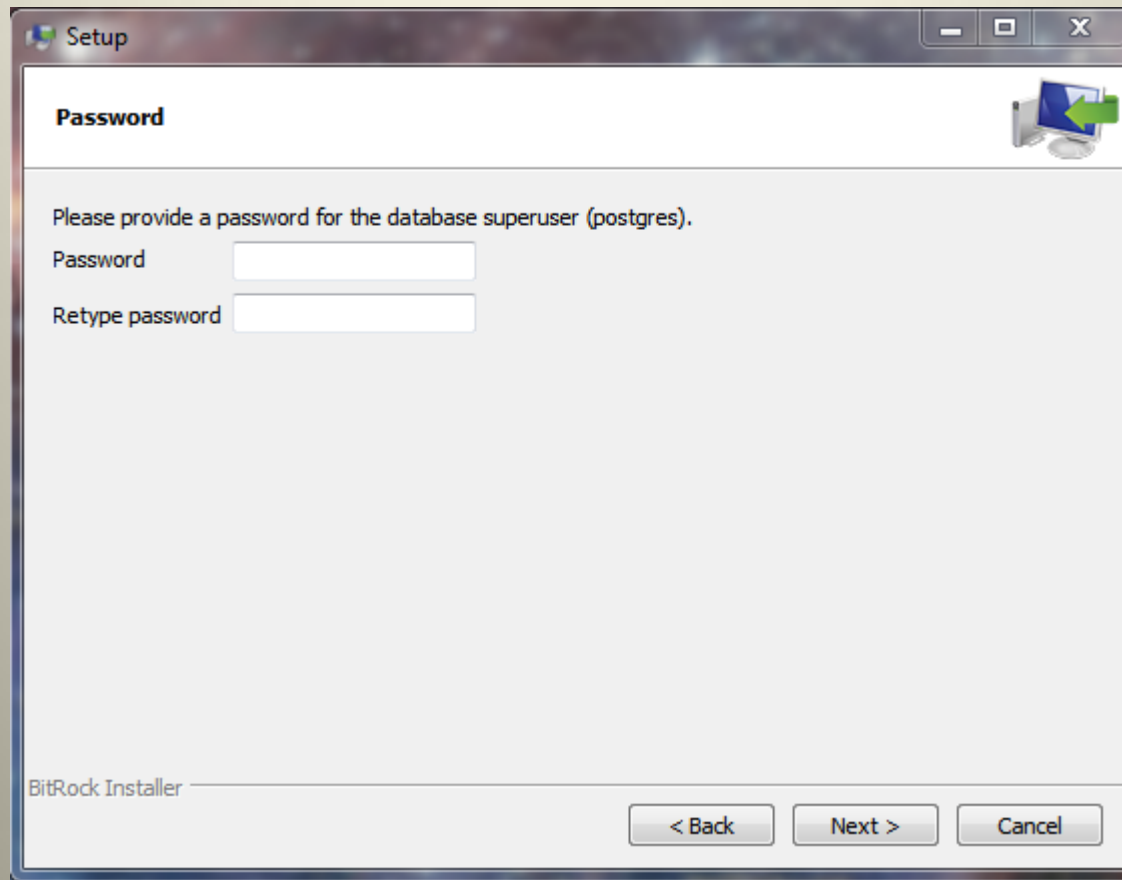 Setup
Password
Please provide a password for the database superuser (postgres).
Password
Retype password
BitRock Installer
< Back Next > Cancel